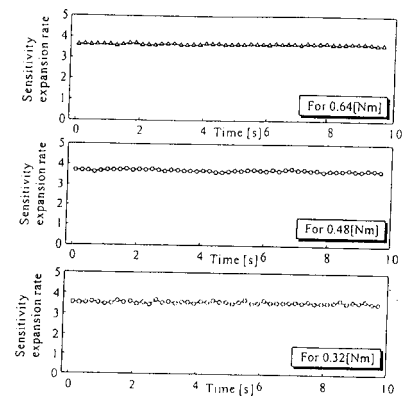 Sensitivity
expansion rate
5
4
3
2
1
0
For 0.64[Nm]
0 2 4 6 8 10
Time [s]
Sensitivity
expansion rate
5
4
3
2
1
0
For 0.48[Nm]
0 2 4 6 8 10
Time [s]
Sensitivity
expansion rate
5
4
3
2
1
0
For 0.32[Nm]
0 2 4 6 8 10
Time [s]